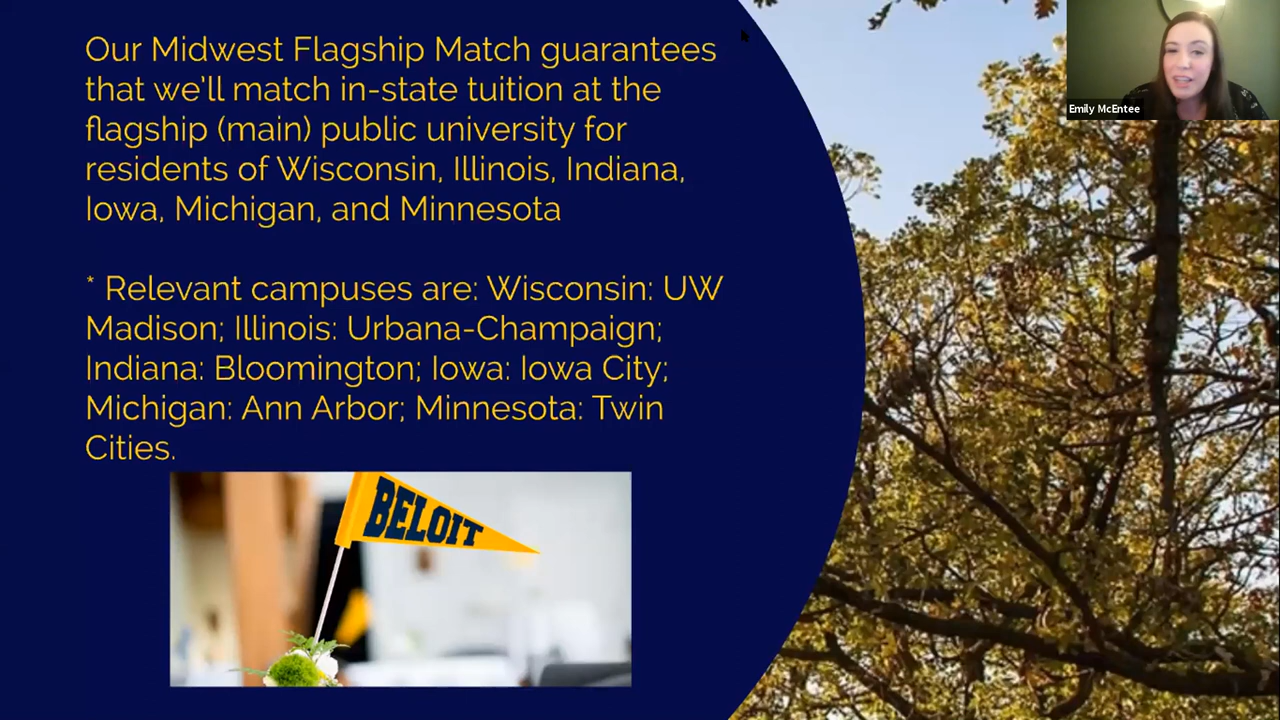 Our Midwest Flagship Match guarantees
that we'll match in-state tuition at the
flagship (main) public university for
residents of Wisconsin, Illinois, Indiana,
Iowa, Michigan, and Minnesota
* Relevant campuses are: Wisconsin: UW
Madison; Illinois: Urbana-Champaign;
Indiana: Bloomington; Iowa: Iowa City;
Michigan: Ann Arbor; Minnesota: Twin
Cities.
BELOIT
Emily McEntee